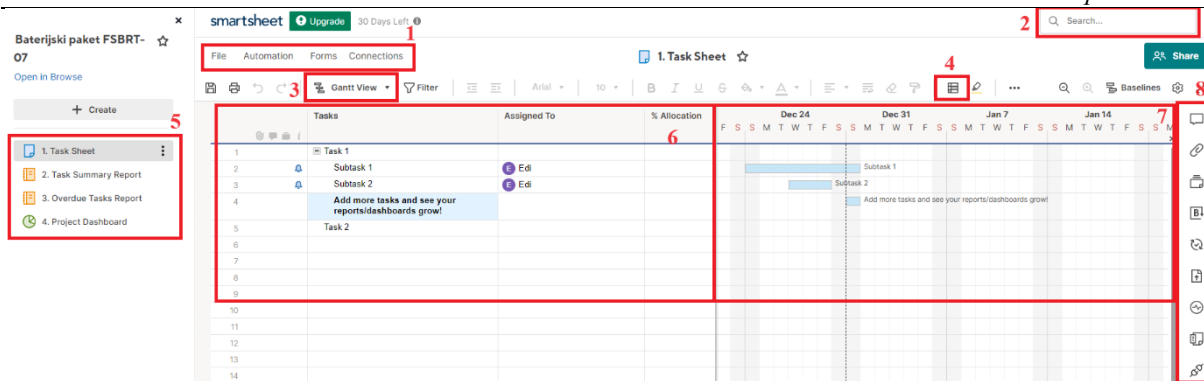 ×
smartsheet Upgrade 30 Days Left
1
2
Search...
Baterijski paket FSBRT-
07
Open in Browse
File Automation Forms Connections
1. Task Sheet
4
Share
3
Gantt View Filter
Arial 10 B I U S A
... Baselines
8
+ Create
5
1. Task Sheet
2. Task Summary Report
3. Overdue Tasks Report
4. Project Dashboard
Tasks Assigned To % Allocation
6
Dec 24 Dec 31 Jan 7 Jan 14
7
F S S M T W T F S S M T W T F S S M T W T F S S M T W T F S S M
1 Task 1
2 Subtask 1 E Edi Subtask 1
3 Subtask 2 E Edi Subtask 2
4 Add more tasks and see your
reports/dashboards grow!
Add more tasks and see your reports/dashboards grow!
5 Task 2
6
7
8
9
10
11
12
13
14